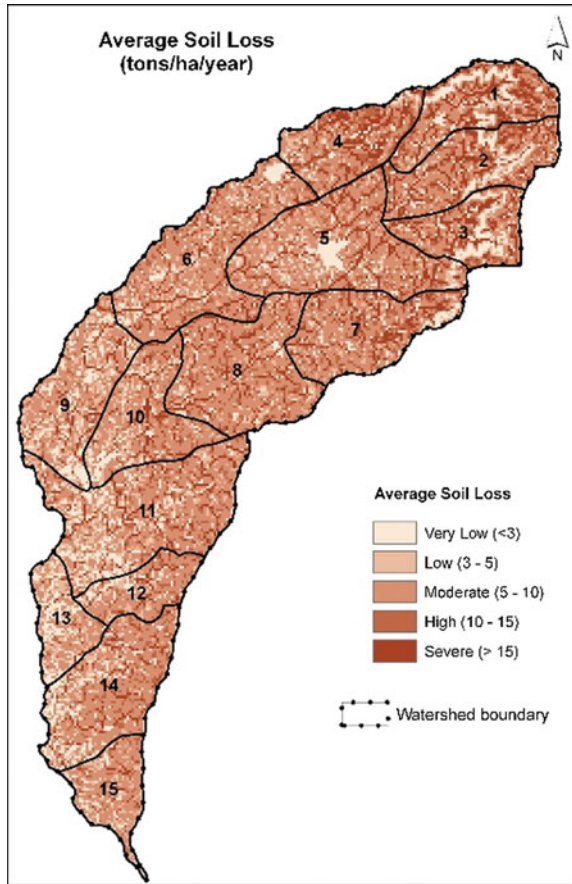 Average Soil Loss
(tons/ha/year)
N
1
4
2
3
5
6
7
8
9
10
11
12
13
14
15
Average Soil Loss
Very Low (<3)
Low (3 - 5)
Moderate (5 - 10)
High (10 - 15)
Severe (> 15)
Watershed boundary